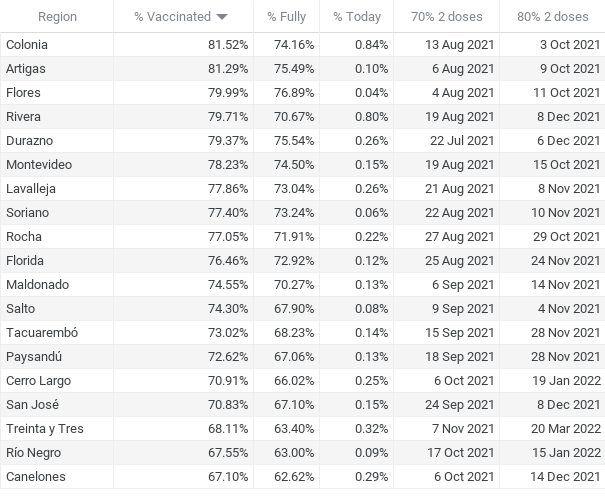 Region % Vaccinated % Fully % Today 70% 2 doses 80% 2 doses
Colonia 81.52% 74.16% 0.84% 13 Aug 2021 3 Oct 2021
Artigas 81.29% 75.49% 0.10% 6 Aug 2021 9 Oct 2021
Flores 79.99% 76.89% 0.04% 4 Aug 2021 11 Oct 2021
Rivera 79.71% 70.67% 0.80% 19 Aug 2021 8 Dec 2021
Durazno 79.37% 75.54% 0.26% 22 Jul 2021 6 Dec 2021
Montevideo 78.23% 74.50% 0.15% 19 Aug 2021 15 Oct 2021
Lavalleja 77.86% 73.04% 0.26% 21 Aug 2021 8 Nov 2021
Soriano 77.40% 73.24% 0.06% 22 Aug 2021 10 Nov 2021
Rocha 77.05% 71.91% 0.22% 27 Aug 2021 29 Oct 2021
Florida 76.46% 72.92% 0.12% 25 Aug 2021 24 Nov 2021
Maldonado 74.55% 70.27% 0.13% 6 Sep 2021 14 Nov 2021
Salto 74.30% 67.90% 0.08% 9 Sep 2021 4 Nov 2021
Tacuarembó 73.02% 68.23% 0.14% 15 Sep 2021 28 Nov 2021
Paysandú 72.62% 67.06% 0.13% 18 Sep 2021 28 Nov 2021
Cerro Largo 70.91% 66.02% 0.25% 6 Oct 2021 19 Jan 2022
San José 70.83% 67.10% 0.15% 24 Sep 2021 8 Dec 2021
Treinta y Tres 68.11% 63.40% 0.32% 7 Nov 2021 20 Mar 2022
Río Negro 67.55% 63.00% 0.09% 17 Oct 2021 15 Jan 2022
Canelones 67.10% 62.62% 0.29% 6 Oct 2021 14 Dec 2021